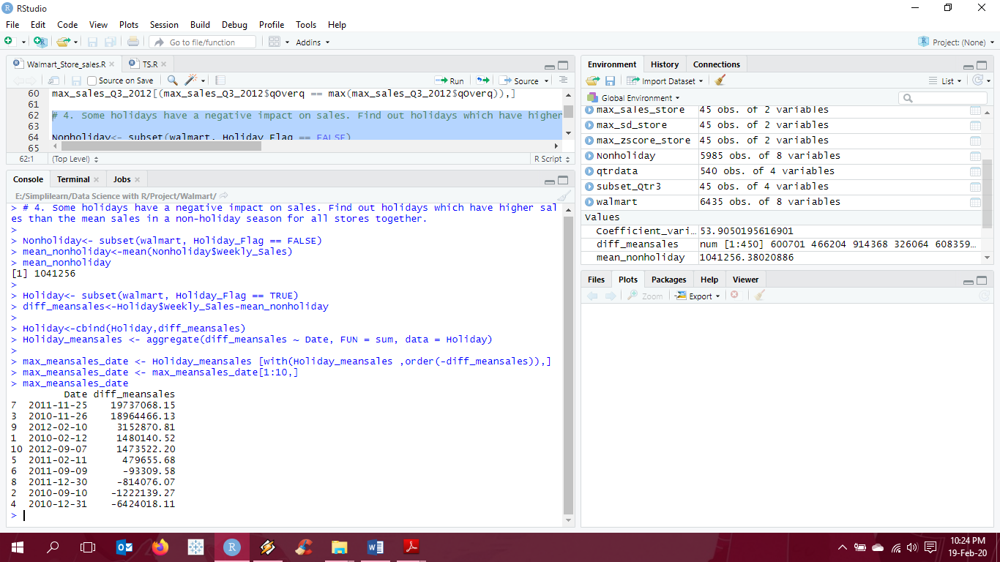 RStudio
File Edit Code View Plots Session Build Debug Profile Tools Help
Go to file/function Addins Project: (None)
Walmart_Store_sales.R TS.R
Source on Save Run Source
60 max_sales_Q3_2012[(max_sales_Q3_2012$qOverq == max(max_sales_Q3_2012$qOverq)),]
61
62 # 4. Some holidays have a negative impact on sales. Find out holidays which have higher
63
64 Nonholiday<- subset(walmart, Holiday_Flag == FALSE)
65
62:1 (Top Level) R Script
Console Terminal Jobs
E:/Simplilearn/Data Science with R/Project/Walmart/
> # 4. Some holidays have a negative impact on sales. Find out holidays which have higher sal
es than the mean sales in a non-holiday season for all stores together.
>
> Nonholiday<- subset(walmart, Holiday_Flag == FALSE)
> mean_nonholiday<-mean(Nonholiday$Weekly_Sales)
> mean_nonholiday
[1] 1041256
>
> Holiday<- subset(walmart, Holiday_Flag == TRUE)
> diff_meansales<-Holiday$Weekly_Sales-mean_nonholiday
>
> Holiday<-cbind(Holiday,diff_meansales)
> Holiday_meansales <- aggregate(diff_meansales ~ Date, FUN = sum, data = Holiday)
>
> max_meansales_date <- Holiday_meansales [with(Holiday_meansales ,order(-diff_meansales)),]
> max_meansales_date <- max_meansales_date[1:10,]
> max_meansales_date
Date diff_meansales
7 2011-11-25 19737068.15
3 2010-11-26 18964466.13
9 2012-02-10 3152870.81
1 2010-02-12 1480140.52
10 2012-09-07 1473522.20
5 2011-02-11 479655.68
6 2011-09-09 -93309.58
8 2011-12-30 -814076.07
2 2010-09-10 -1222139.27
4 2010-12-31 -6424018.11
>
Environment History Connections
Import Dataset List
Global Environment
max_sales_store 45 obs. of 2 variables
max_sd_store 45 obs. of 2 variables
max_zscore_store 45 obs. of 2 variables
Nonholiday 5985 obs. of 8 variables
qtrdata 540 obs. of 4 variables
subset_Qtr3 45 obs. of 4 variables
walmart 6435 obs. of 8 variables
Values
Coefficient_vari… 53.9050195616901
diff_meansales num [1:450] 600701 466204 914368 326064 608359…
mean_nonholiday 1041256.38020886
Files Plots Packages Help Viewer
Zoom Export
10:24 PM
19-Feb-20